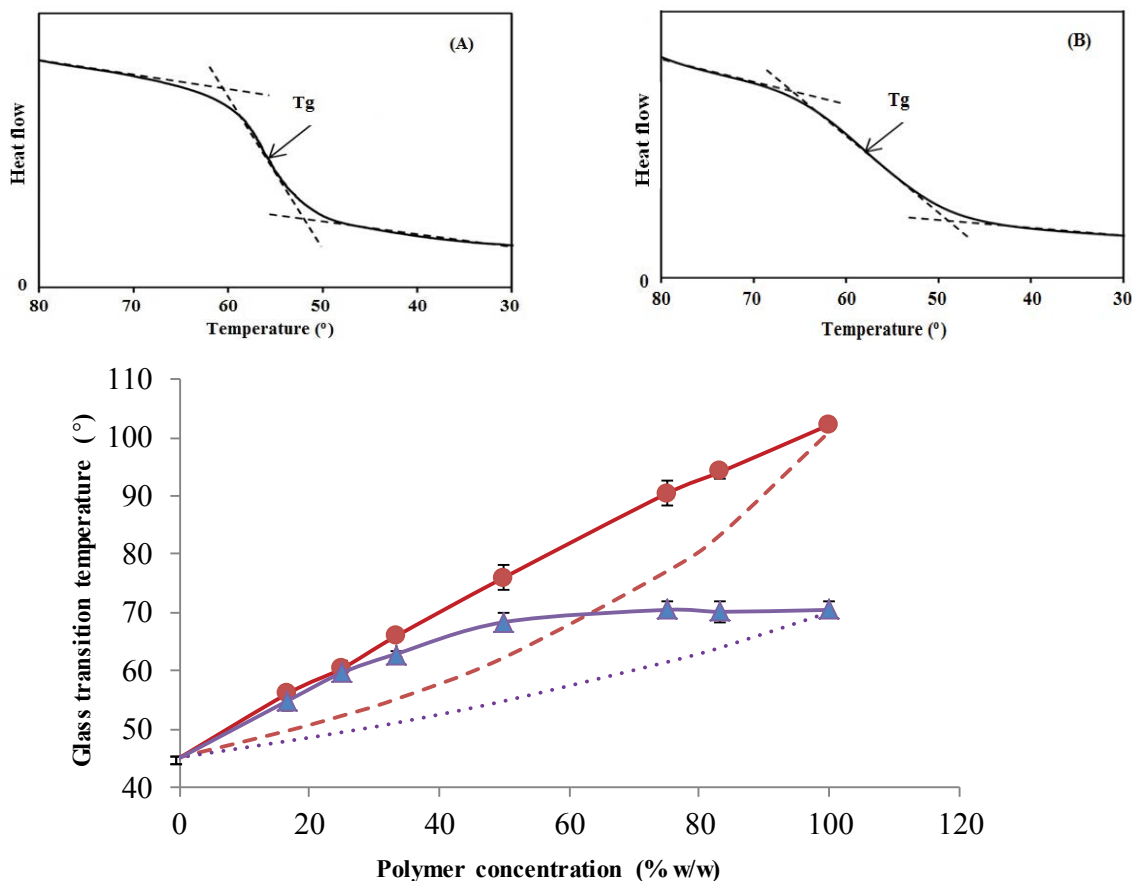 (A)
Tg
Heat flow
0
80 70 60 50 40 30
Temperature (º)
(B)
Tg
Heat flow
0
80 70 60 50 40 30
Temperature (º)
Glass transition temperature (°)
110
100
90
80
70
60
50
40
0 20 40 60 80 100 120
Polymer concentration (% w/w)